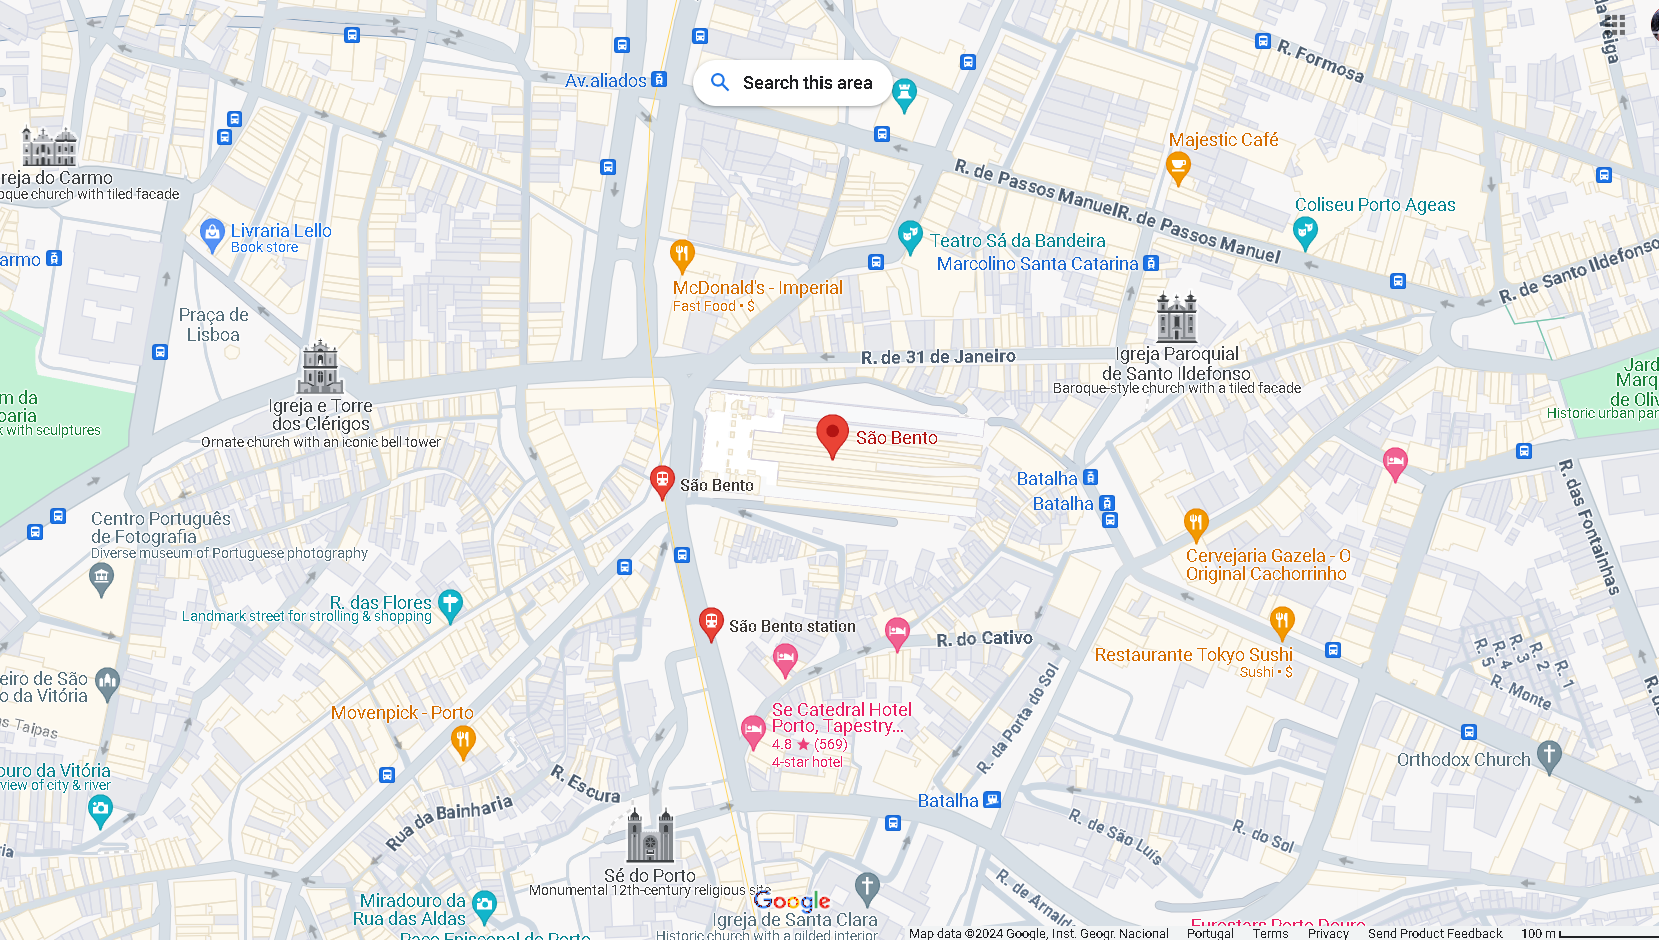 R. Formosa
da Veiga
Av.aliados
Search this area
Majestic Café
R. de Passos Manuel
R. de Passos Manuel
reja do Carmo
oque church with tiled facade
Coliseu Porto Ageas
Livraria Lello
Book store
Teatro Sá da Bandeira
Marcolino Santa Catarina
armo
R. de Santo Ildefonso
McDonald's - Imperial
Fast Food • $
Praça de
Lisboa
R. de 31 de Janeiro
Igreja Paroquial
de Santo Ildefonso
Baroque-style church with a tiled facade
Jard
Marq
de Oliv
Historic urban par
m da
oaria
k with sculptures
Igreja e Torre
dos Clérigos
Ornate church with an iconic bell tower
São Bento
São Bento
Batalha
Batalha
R. das Fontainhas
Centro Português
de Fotografia
Diverse museum of Portuguese photography
Cervejaria Gazela - O
Original Cachorrinho
R. das Flores
Landmark street for strolling & shopping
São Bento station
R. do Cativo
Restaurante Tokyo Sushi
Sushi • $
R. 5
R. 4
R. 3
R. 2
R. 1
R. Monte
eiro de São
o da Vitória
as Taipas
Movenpick - Porto
Se Catedral Hotel
Porto, Tapestry...
4.8 ★ (569)
4-star hotel
R. da Porta do Sol
Orthodox Church
ouro da Vitória
view of city & river
R. Escura
Rua da Bainharia
Batalha
R. de São Luís
R. do Sol
Sé do Porto
Monumental 12th-century religious site
Google
Miradouro da
Rua das Aldas
Igreja de Santa Clara
Historic church with a gilded interior
R. de Arnald
Eurostars Porto Douro
Paço Episcopal do Porto
Map data ©2024 Google, Inst. Geogr. Nacional
Portugal
Terms
Privacy
Send Product Feedback
100 m